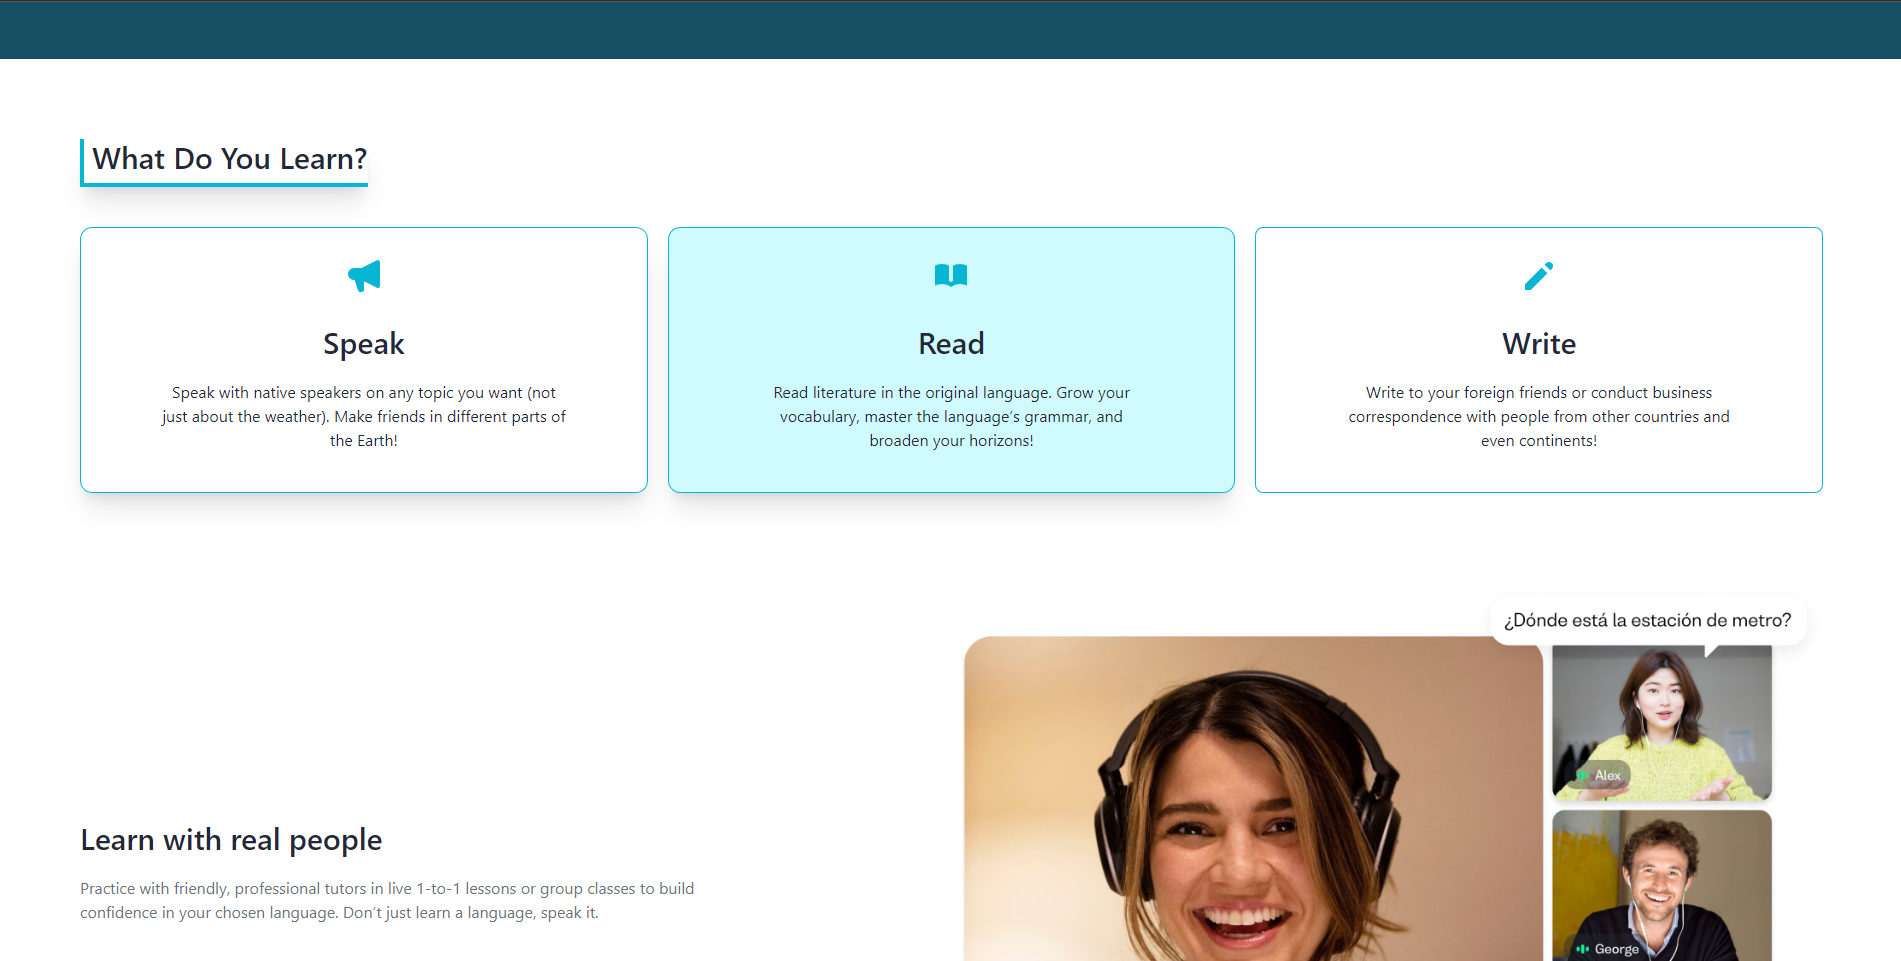 What Do You Learn?
Speak
Speak with native speakers on any topic you want (not
just about the weather). Make friends in different parts of
the Earth!
Read
Read literature in the original language. Grow your
vocabulary, master the language's grammar, and
broaden your horizons!
Write
Write to your foreign friends or conduct business
correspondence with people from other countries and
even continents!
¿Dónde está la estación de metro?
Alex
George
Learn with real people
Practice with friendly, professional tutors in live 1-to-1 lessons or group classes to build
confidence in your chosen language. Don't just learn a language, speak it.